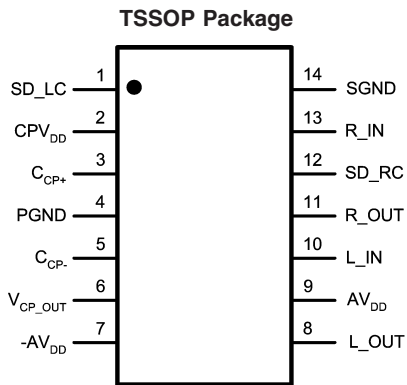 TSSOP Package
SD_LC 1
CPVDD 2
CCP+ 3
PGND 4
CCP- 5
VCP_OUT 6
-AVDD 7
14 SGND
13 R_IN
12 SD_RC
11 R_OUT
10 L_IN
9 AVDD
8 L_OUT